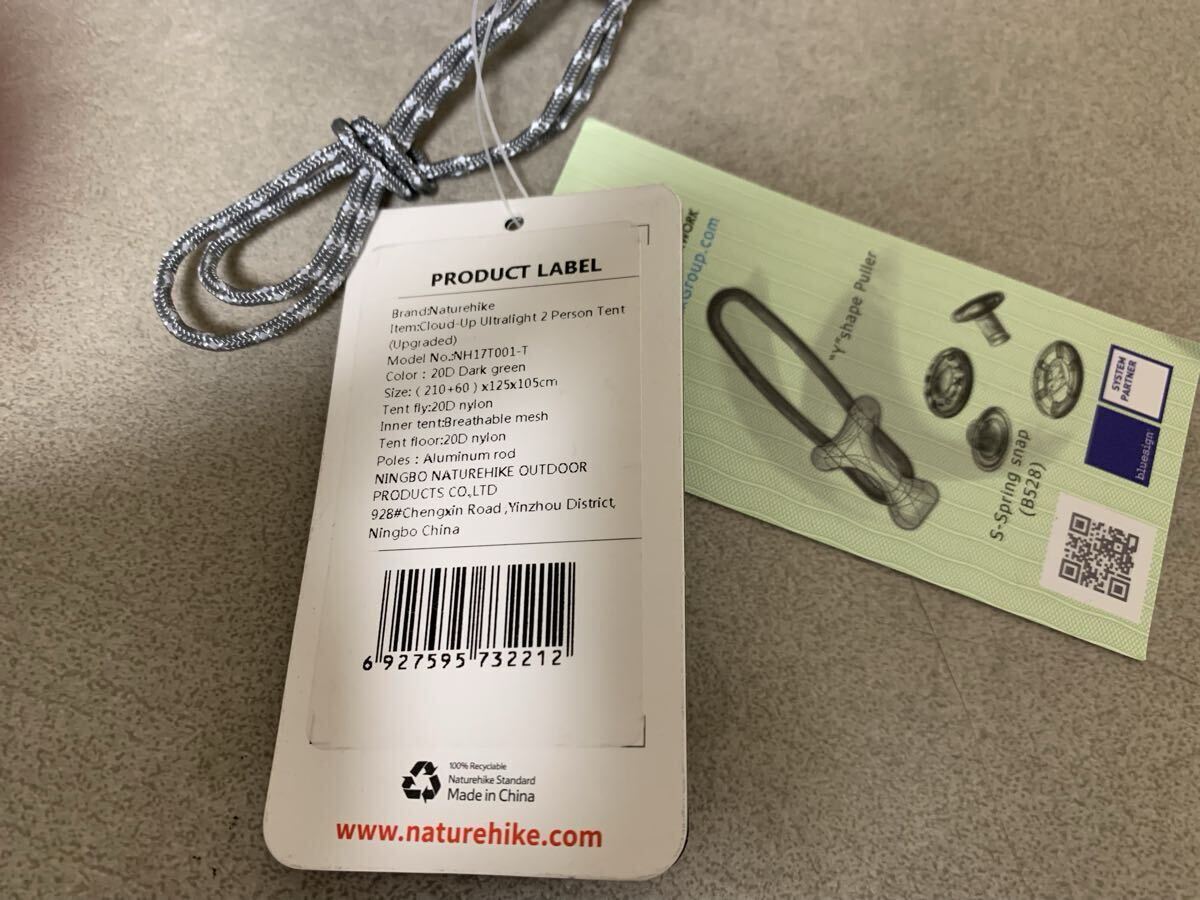 PRODUCT LABEL
Brand:Naturehike
Item:Cloud-Up Ultralight 2 Person Tent
(Upgraded)
Model No.:NH17T001-T
Color : 20D Dark green
Size: ( 210+60 ) x125x105cm
Tent fly:20D nylon
Inner tent:Breathable mesh
Tent floor:20D nylon
Poles : Aluminum rod
NINGBO NATUREHIKE OUTDOOR
PRODUCTS CO.,LTD
928#Chengxin Road ,Yinzhou District,
Ningbo China
6 927595 732212
100% Recyclable
Naturehike Standard
Made in China
www.naturehike.com
WORK
Group.com
"Y"shape Puller
S-Spring snap
(B528)
SYSTEM
PARTNER
bluesign